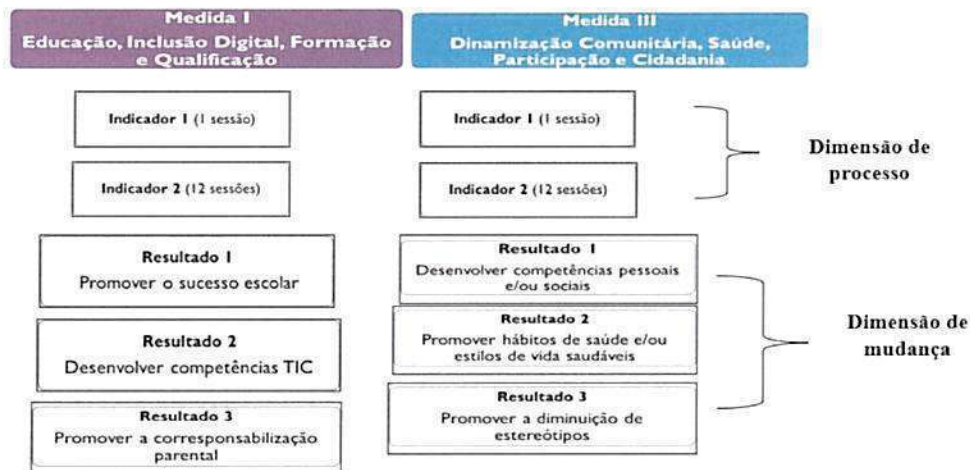 Medida I
Educação, Inclusão Digital, Formação
e Qualificação
Medida III
Dinamização Comunitária, Saúde,
Participação e Cidadania
Indicador 1 (1 sessão)
Indicador 1 (1 sessão)
Indicador 2 (12 sessões)
Indicador 2 (12 sessões)
Dimensão de
processo
Resultado 1
Promover o sucesso escolar
Resultado 1
Desenvolver competências pessoais
e/ou sociais
Resultado 2
Desenvolver competências TIC
Resultado 2
Promover hábitos de saúde e/ou
estilos de vida saudáveis
Resultado 3
Promover a corresponsabilização
parental
Resultado 3
Promover a diminuição de
estereótipos
Dimensão de
mudança